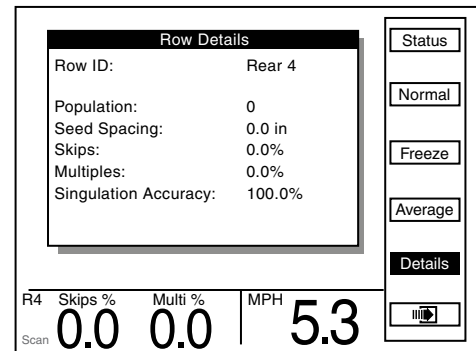 Row Details
Row ID: Rear 4
Population: 0
Seed Spacing: 0.0 in
Skips: 0.0%
Multiples: 0.0%
Singulation Accuracy: 100.0%
Status
Normal
Freeze
Average
Details
R4 Skips % Multi % MPH
Scan 0.0 0.0 5.3